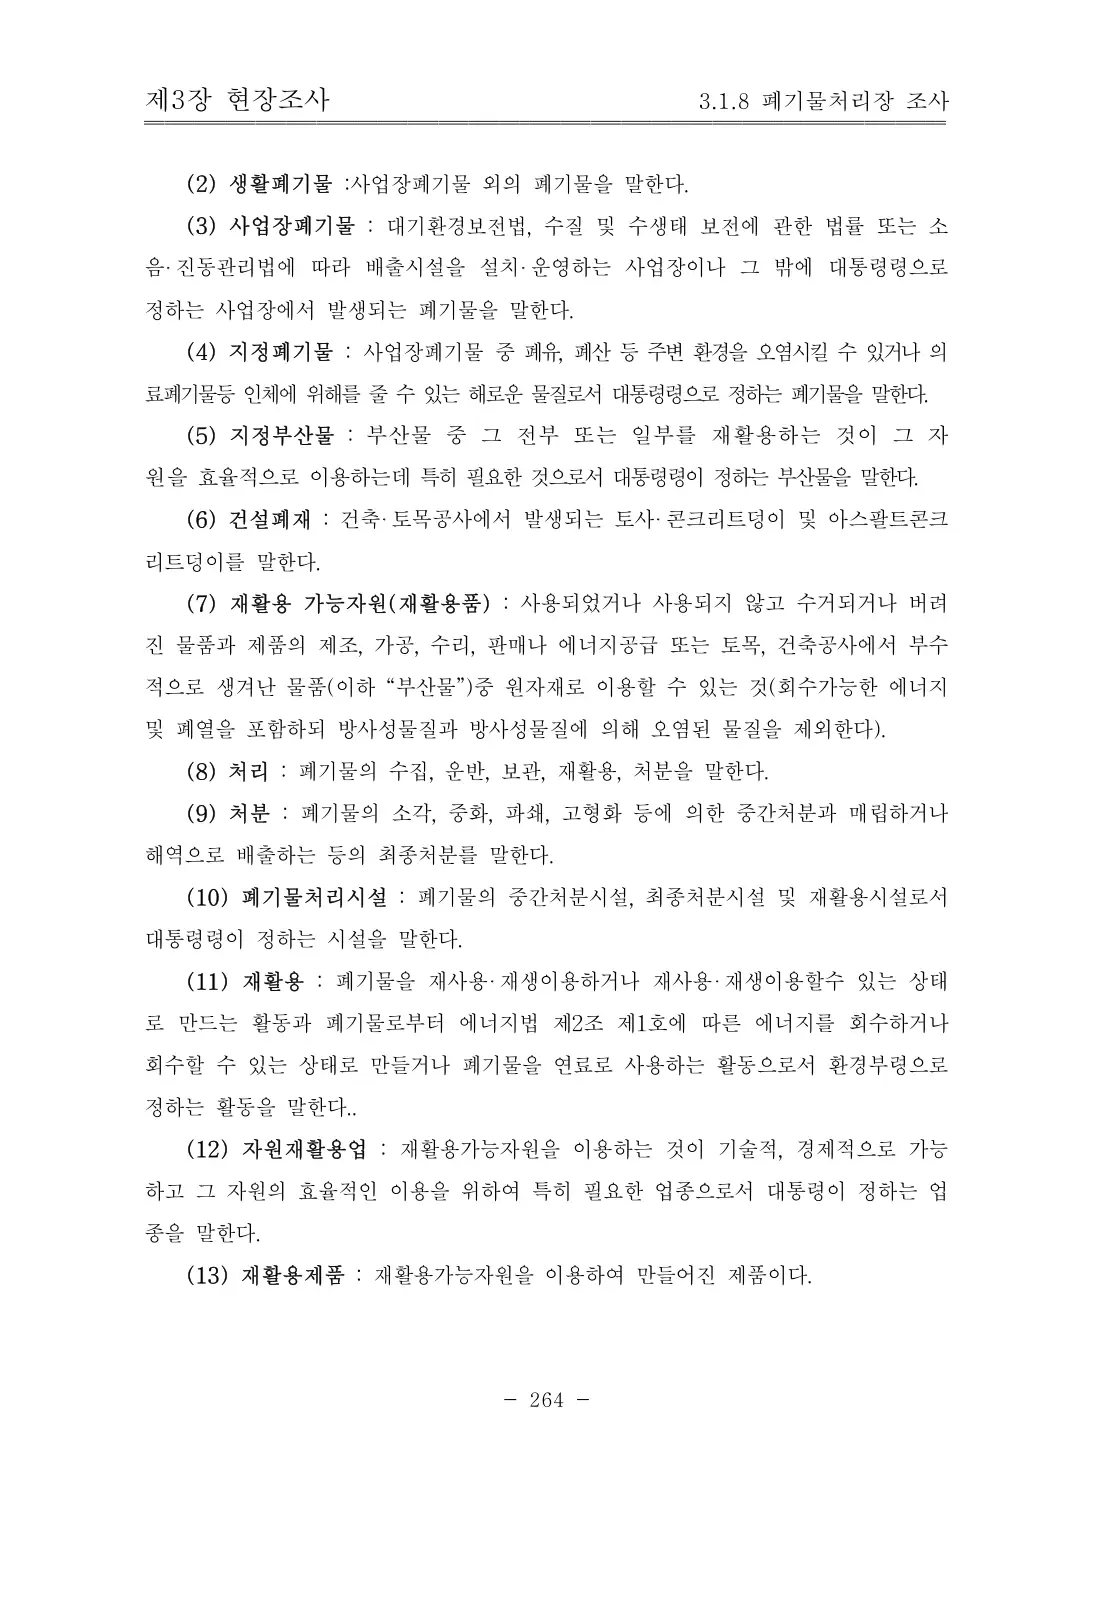 제3장 현장조사
3.1.8 폐기물처리장 조사
(2) 생활폐기물 :사업장폐기물 외의 폐기물을 말한다.
(3) 사업장폐기물 : 대기환경보전법, 수질 및 수생태 보전에 관한 법률 또는 소
음·진동관리법에 따라 배출시설을 설치·운영하는 사업장이나 그 밖에 대통령령으로
정하는 사업장에서 발생되는 폐기물을 말한다.
(4) 지정폐기물 : 사업장폐기물 중 폐유, 폐산 등 주변 환경을 오염시킬 수 있거나 의
료폐기물등 인체에 위해를 줄 수 있는 해로운 물질로서 대통령령으로 정하는 폐기물을 말한다.
(5) 지정부산물 : 부산물 중 그 전부 또는 일부를 재활용하는 것이 그 자
원을 효율적으로 이용하는데 특히 필요한 것으로서 대통령령이 정하는 부산물을 말한다.
(6) 건설폐재 : 건축·토목공사에서 발생되는 토사·콘크리트덩이 및 아스팔트콘크
리트덩이를 말한다.
(7) 재활용 가능자원(재활용품) : 사용되었거나 사용되지 않고 수거되거나 버려
진 물품과 제품의 제조, 가공, 수리, 판매나 에너지공급 또는 토목, 건축공사에서 부수
적으로 생겨난 물품(이하 “부산물”)중 원자재로 이용할 수 있는 것(회수가능한 에너지
및 폐열을 포함하되 방사성물질과 방사성물질에 의해 오염된 물질을 제외한다).
(8) 처리 : 폐기물의 수집, 운반, 보관, 재활용, 처분을 말한다.
(9) 처분 : 폐기물의 소각, 중화, 파쇄, 고형화 등에 의한 중간처분과 매립하거나
해역으로 배출하는 등의 최종처분를 말한다.
(10) 폐기물처리시설 : 폐기물의 중간처분시설, 최종처분시설 및 재활용시설로서
대통령령이 정하는 시설을 말한다.
(11) 재활용 : 폐기물을 재사용·재생이용하거나 재사용·재생이용할수 있는 상태
로 만드는 활동과 폐기물로부터 에너지법 제2조 제1호에 따른 에너지를 회수하거나
회수할 수 있는 상태로 만들거나 폐기물을 연료로 사용하는 활동으로서 환경부령으로
정하는 활동을 말한다..
(12) 자원재활용업 : 재활용가능자원을 이용하는 것이 기술적, 경제적으로 가능
하고 그 자원의 효율적인 이용을 위하여 특히 필요한 업종으로서 대통령이 정하는 업
종을 말한다.
(13) 재활용제품 : 재활용가능자원을 이용하여 만들어진 제품이다.
- 264 -